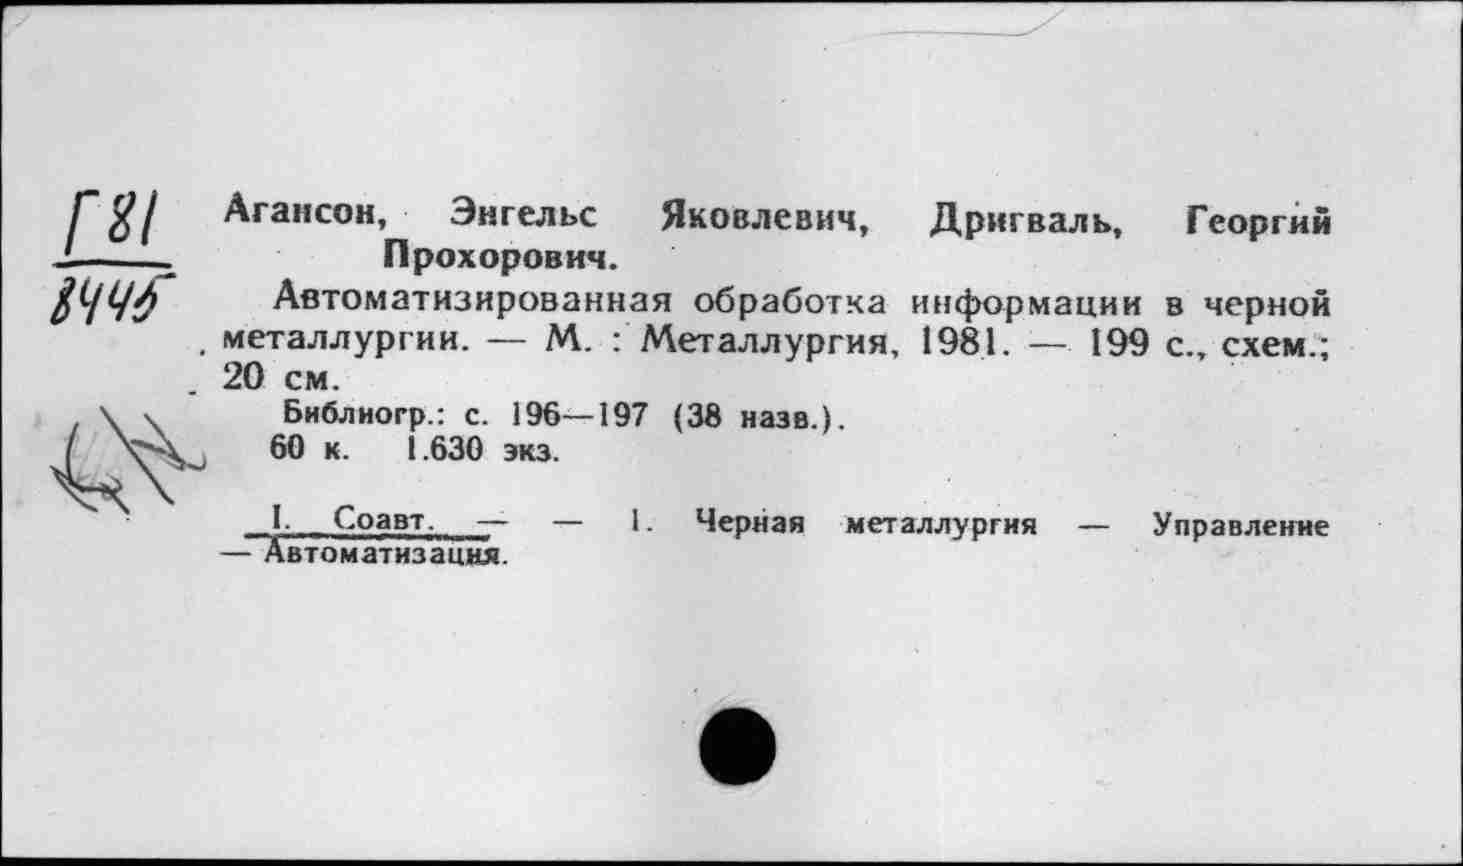 Г81
8445
Агансон, Энгельс Яковлевич, Дригваль, Георгий
Прохорович.
Автоматизированная обработка информации в черной
металлургии. — М. : Металлургия, 1981. — 199 с., схем.;
20 см.
Библиогр.: с. 196—197 (38 назв.).
60 к. 1.630 экз.
I. Соавт. — — 1. Черная металлургия — Управление
— Автоматизация.